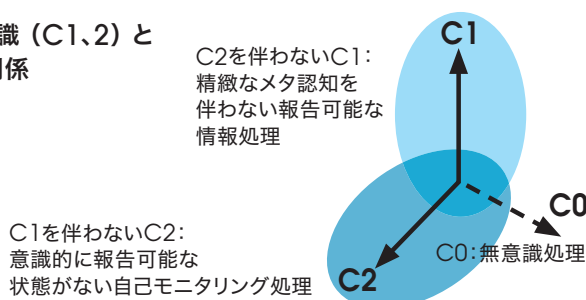 識（C1､2）と
係
C1
C2を伴わないC1：
精緻なメタ認知を
伴わない報告可能な
情報処理
C0
C1を伴わないC2：
意識的に報告可能な
状態がない自己モニタリング処理
C2
C0：無意識処理